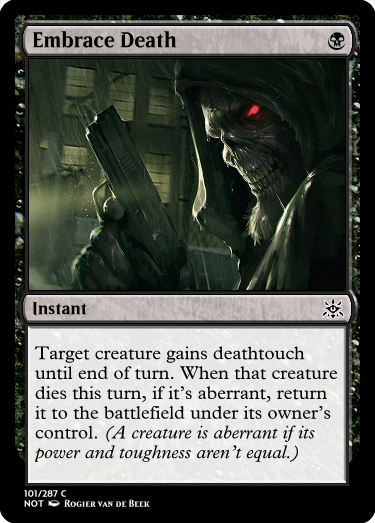 Embrace Death
Instant
Target creature gains deathtouch
until end of turn. When that creature
dies this turn, if it's aberrant, return
it to the battlefield under its owner's
control. (A creature is aberrant if its
power and toughness aren't equal.)
101/287 C
NOT Rogier van de Beek